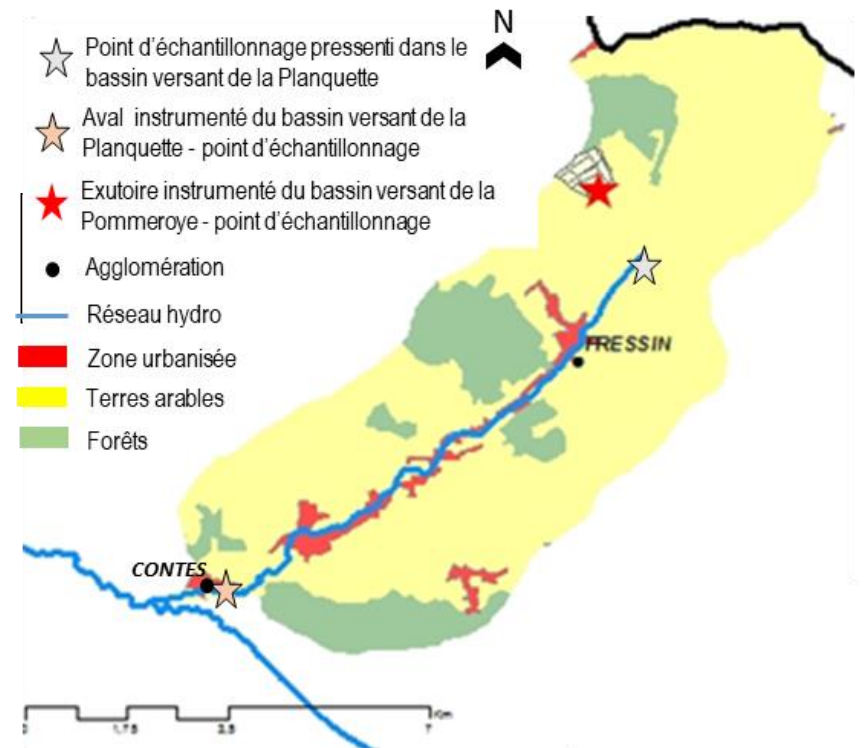 N
Point d'échantillonnage pressenti dans le
bassin versant de la Planquette
Aval instrumenté du bassin versant de la
Planquette - point d'échantillonnage
Exutoire instrumenté du bassin versant de la
Pommeroye - point d'échantillonnage
Agglomération
Réseau hydro
Zone urbanisée
Terres arables
Forêts
FRESSIN
CONTES
Km
0 1,75 3,5 7